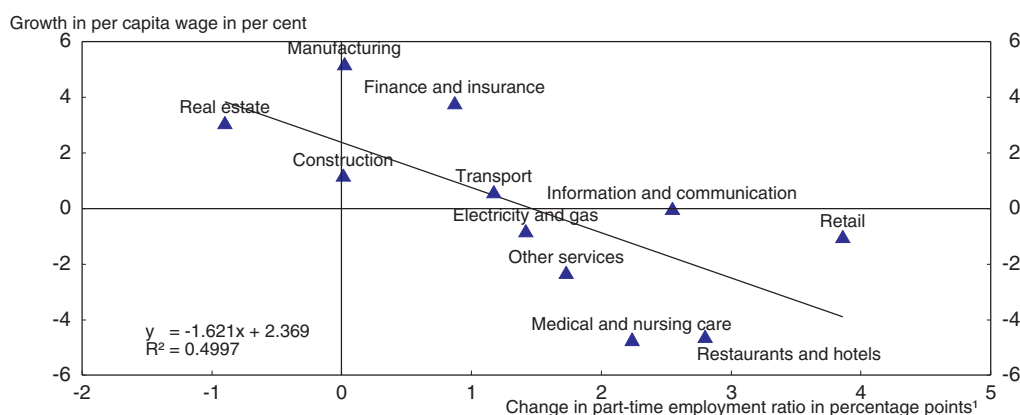 Growth in per capita wage in per cent
6
6
Manufacturing
Finance and insurance
4
4
Real estate
2
2
Construction
Transport
Information and communication
0
0
Electricity and gas
Retail
Other services
-2
-2
-4
-4
y = -1.621x + 2.369
Medical and nursing care
R² = 0.4997
Restaurants and hotels
-6
-6
-2
-1
0
1
2
3
4
5
Change in part-time employment ratio in percentage points¹